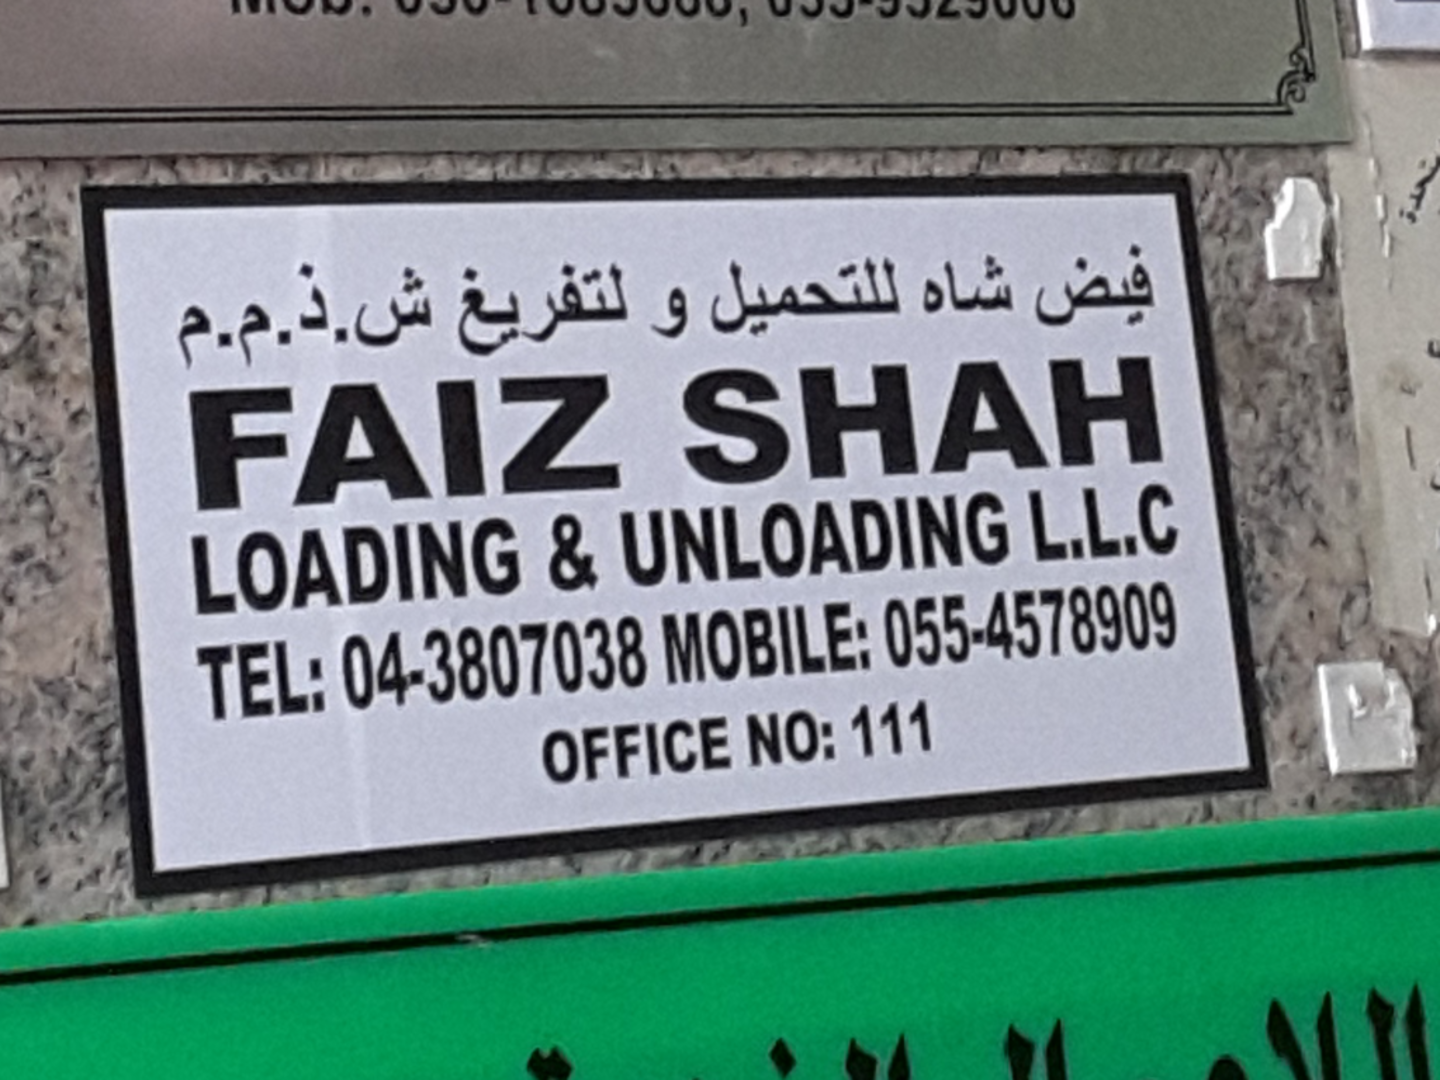 فيض شاه للتحميل و لتفريغ ش.ذ.م.م
FAIZ SHAH
LOADING & UNLOADING L.L.C
TEL: 04-3807038 MOBILE: 055-4578909
OFFICE NO: 111